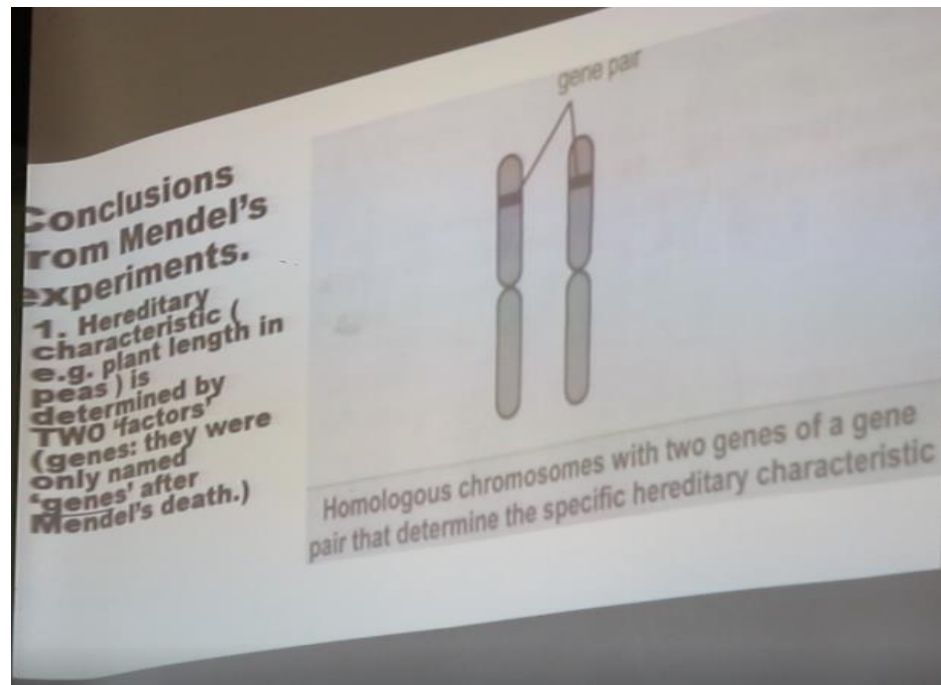 Conclusions
from Mendel's
experiments.
1. Hereditary
characteristic (
e.g. plant length in
peas ) is
determined by
TWO 'factors'
(genes: they were
only named
'genes' after
Mendel's death.)
gene pair
Homologous chromosomes with two genes of a gene
pair that determine the specific hereditary characteristic